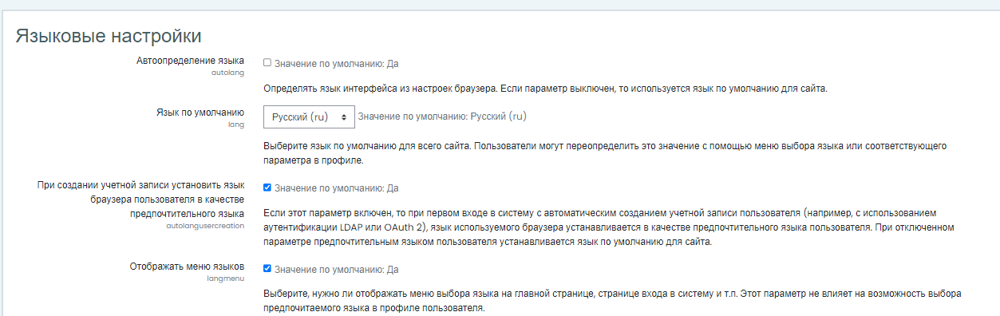 Языковые настройки
Автоопределение языка
autolang
Значение по умолчанию: Да
Определять язык интерфейса из настроек браузера. Если параметр выключен, то используется язык по умолчанию для сайта.
Язык по умолчанию
lang
Русский (ru)
Значение по умолчанию: Русский (ru)
Выберите язык по умолчанию для всего сайта. Пользователи могут переопределить это значение с помощью меню выбора языка или соответствующего
параметра в профиле.
При создании учетной записи установить язык
браузера пользователя в качестве
предпочтительного языка
autolangusercreation
Значение по умолчанию: Да
Если этот параметр включен, то при первом входе в систему с автоматическим созданием учетной записи пользователя (например, с использованием
аутентификации LDAP или OAuth 2), язык используемого браузера устанавливается в качестве предпочтительного языка пользователя. При отключенном
параметре предпочтительным языком пользователя устанавливается язык по умолчанию для сайта.
Отображать меню языков
langmenu
Значение по умолчанию: Да
Выберите, нужно ли отображать меню выбора языка на главной странице, странице входа в систему и т.п. Этот параметр не влияет на возможность выбора
предпочитаемого языка в профиле пользователя.